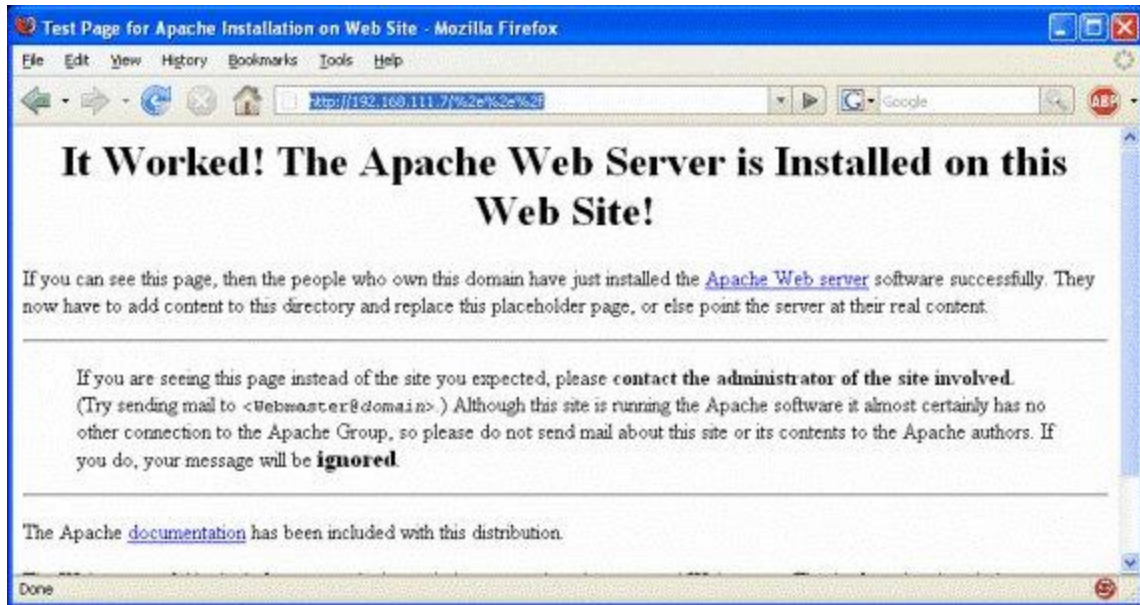 Test Page for Apache Installation on Web Site - Mozilla Firefox
File Edit View History Bookmarks Tools Help
http://192.168.111.7/%2e%2e%2f
G Google
ABP
It Worked! The Apache Web Server is Installed on this
Web Site!
If you can see this page, then the people who own this domain have just installed the Apache Web server software successfully. They
now have to add content to this directory and replace this placeholder page, or else point the server at their real content.
If you are seeing this page instead of the site you expected, please contact the administrator of the site involved.
(Try sending mail to <Webmaster@domain>.) Although this site is running the Apache software it almost certainly has no
other connection to the Apache Group, so please do not send mail about this site or its contents to the Apache authors. If
you do, your message will be ignored.
The Apache documentation has been included with this distribution.
Done